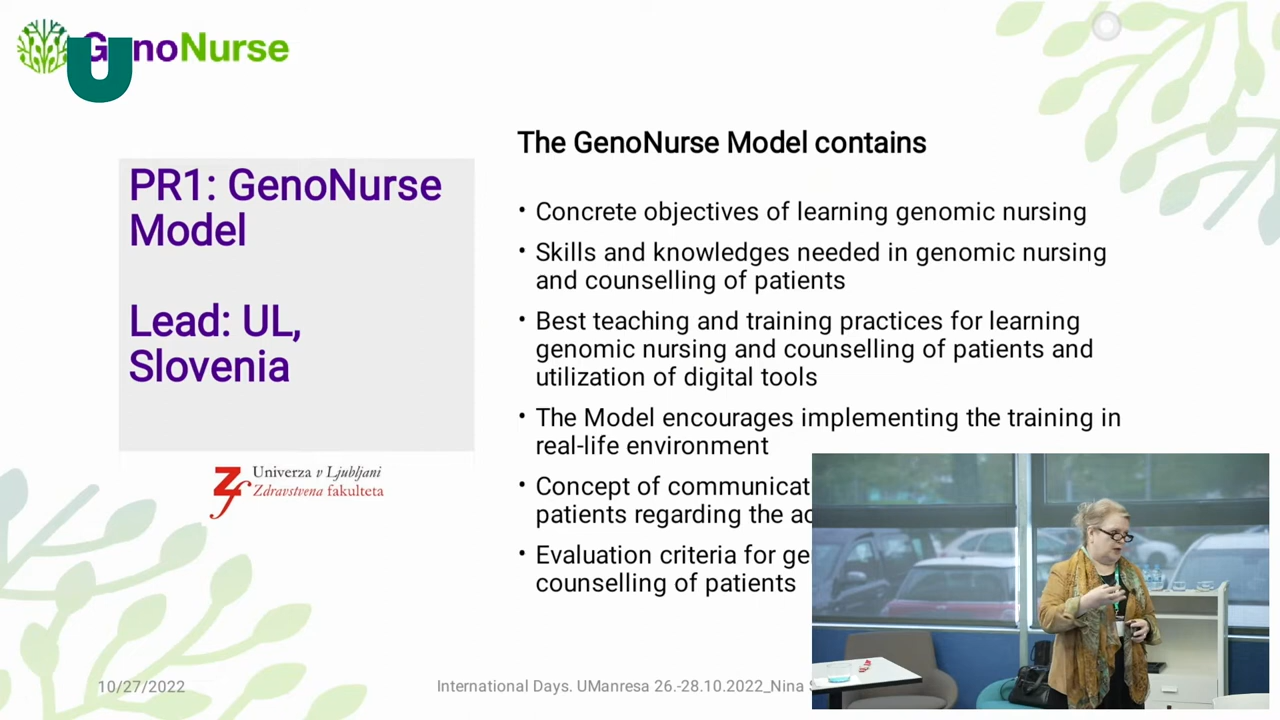 GenoNurse
U
The GenoNurse Model contains
PR1: GenoNurse
Model
Lead: UL,
Slovenia
Univerza v Ljubljani
Zdravstvena fakulteta
• Concrete objectives of learning genomic nursing
• Skills and knowledges needed in genomic nursing
and counselling of patients
• Best teaching and training practices for learning
genomic nursing and counselling of patients and
utilization of digital tools
• The Model encourages implementing the training in
real-life environment
• Concept of
patients regarding the
• Evaluation criteria for
counselling of patients
10/27/2022
International Days. UManresa 26.-28.10.2022_Nina